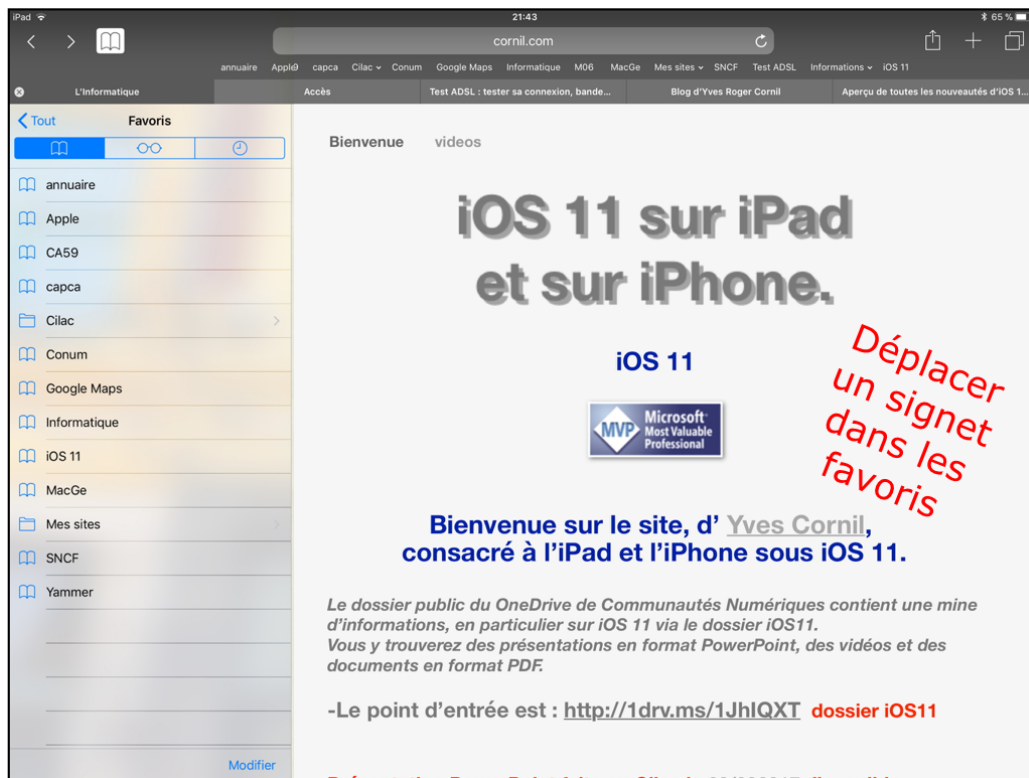 iPad
21:43
65 %
cornil.com
annuaire Apple9 capca Cilac Conum Google Maps Informatique M06 MacGe Mes sites SNCF Test ADSL Informations iOS 11
L'Informatique Accès Test ADSL : tester sa connexion, bande... Blog d'Yves Roger Cornil Aperçu de toutes les nouveautés d'iOS 1...
Tout Favoris
annuaire
Apple
CA59
capca
Cilac
Conum
Google Maps
Informatique
iOS 11
MacGe
Mes sites
SNCF
Yammer
Modifier
Bienvenue videos
iOS 11 sur iPad
et sur iPhone.
iOS 11
Déplacer
un signet
dans les
favoris
MVP Microsoft
Most Valuable
Professional
Bienvenue sur le site, d' Yves Cornil,
consacré à l'iPad et l'iPhone sous iOS 11.
Le dossier public du OneDrive de Communautés Numériques contient une mine
d'informations, en particulier sur iOS 11 via le dossier iOS11.
Vous y trouverez des présentations en format PowerPoint, des vidéos et des
documents en format PDF.
-Le point d'entrée est : http://1drv.ms/1JhIQXT dossier iOS11